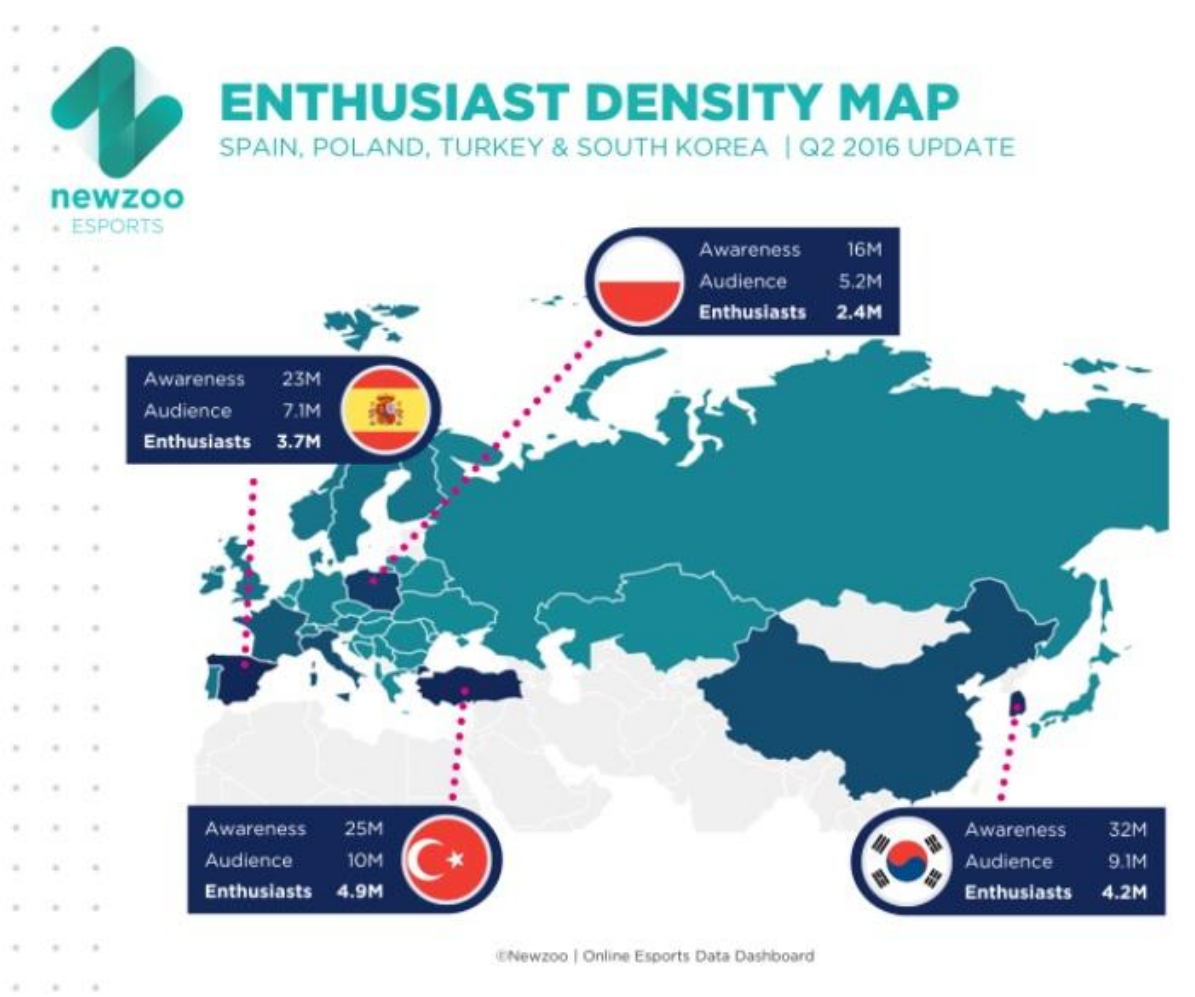 ENTHUSIAST DENSITY MAP
SPAIN, POLAND, TURKEY & SOUTH KOREA | Q2 2016 UPDATE
newzoo
ESPORTS
Awareness 16M
Audience 5.2M
Enthusiasts 2.4M
Awareness 23M
Audience 7.1M
Enthusiasts 3.7M
Awareness 25M
Audience 10M
Enthusiasts 4.9M
Awareness 32M
Audience 9.1M
Enthusiasts 4.2M
©Newzoo | Online Esports Data Dashboard